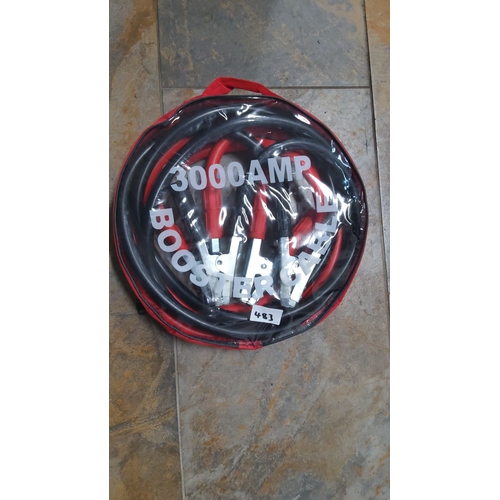 3000AMP
BOOSTER CABLE
483